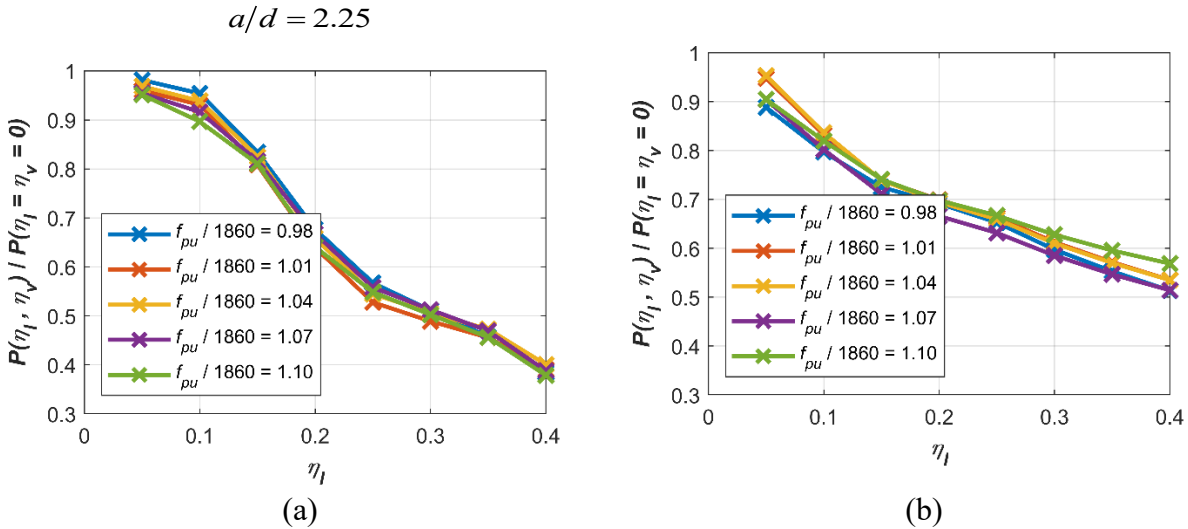 a/d = 2.25
P(η_l , η_v) / P(η_l = η_v = 0)
1
0.9
0.8
0.7
0.6
0.5
0.4
0.3
f_pu / 1860 = 0.98
f_pu / 1860 = 1.01
f_pu / 1860 = 1.04
f_pu / 1860 = 1.07
f_pu / 1860 = 1.10
0 0.1 0.2 0.3 0.4
η_l
(a)
P(η_l , η_v) / P(η_l = η_v = 0)
1
0.9
0.8
0.7
0.6
0.5
0.4
0.3
f_pu / 1860 = 0.98
f_pu / 1860 = 1.01
f_pu / 1860 = 1.04
f_pu / 1860 = 1.07
f_pu / 1860 = 1.10
0 0.1 0.2 0.3 0.4
η_l
(b)